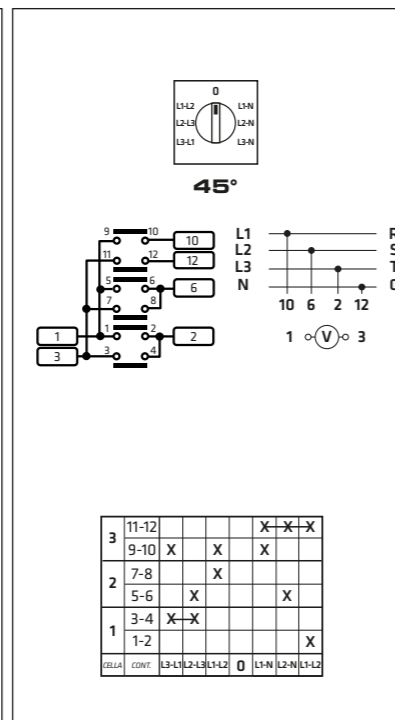 0
L1-L2 L1-N
L2-L3 L2-N
L3-L1 L3-N
45°
9 10 10
11 12 12
5 6 6
7 8
1 1 2 2
3 3 4
L1 R
L2 S
L3 T
N
10 6 2 12
1 V 3
3 11-12 X X X
9-10 X X X
2 7-8 X
5-6 X X
1 3-4 X X
1-2 X
CELLA CONT. L3-L1 L2-L3 L1-L2 0 L1-N L2-N L1-L2